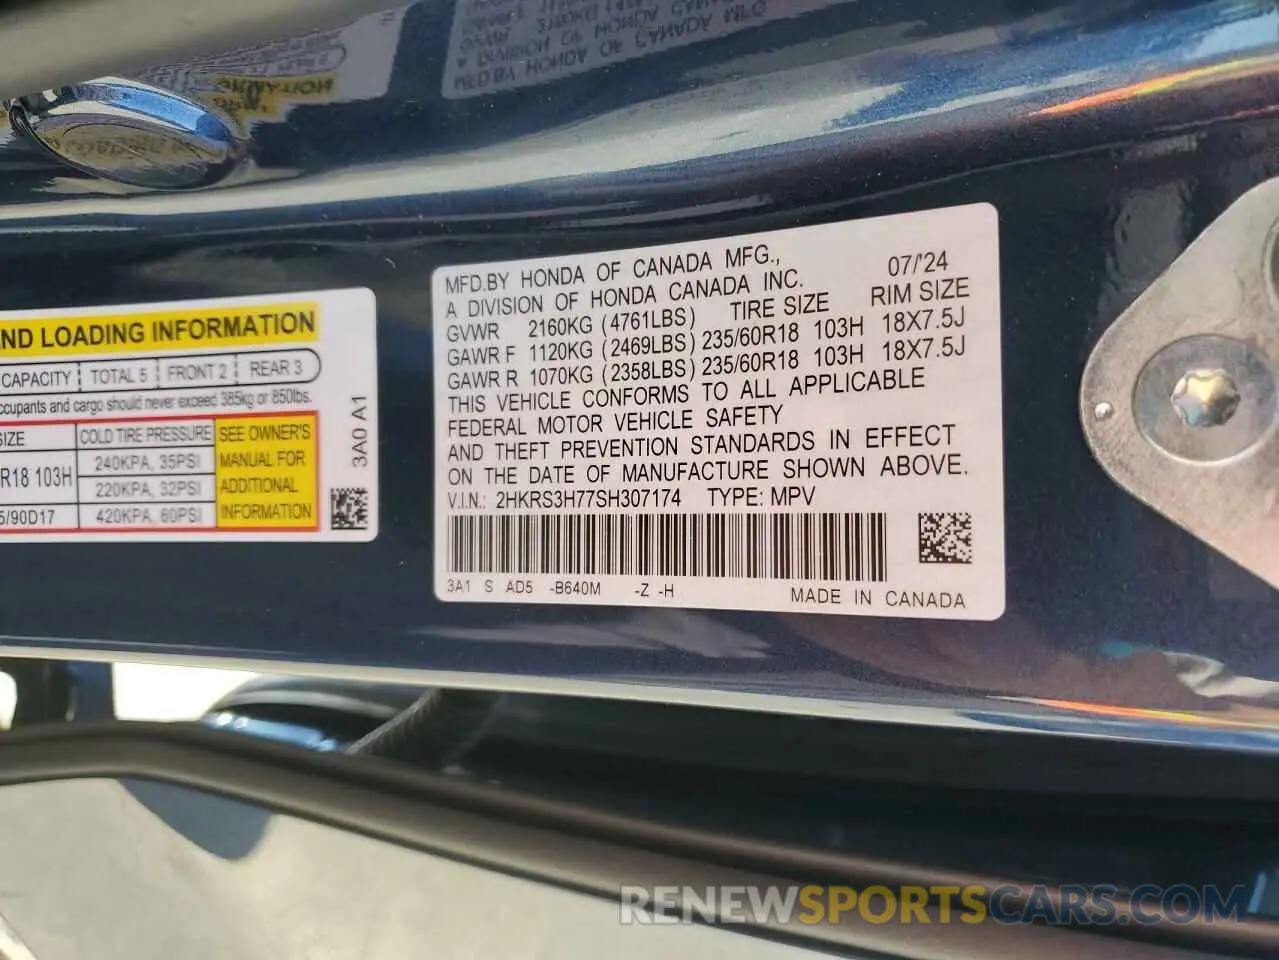 ND LOADING INFORMATION
CAPACITY TOTAL 5 FRONT 2 REAR 3
ccupants and cargo should never exceed 385kg or 850lbs.
SIZE COLD TIRE PRESSURE SEE OWNER'S
MANUAL FOR
ADDITIONAL
INFORMATION
R18 103H 240KPA, 35PSI
220KPA, 32PSI
5/90D17 420KPA, 60PSI
3A0 A1
MFD.BY HONDA OF CANADA MFG., 07/'24
A DIVISION OF HONDA CANADA INC.
TIRE SIZE RIM SIZE
GVWR 2160KG (4761LBS)
GAWR F 1120KG (2469LBS) 235/60R18 103H 18X7.5J
GAWR R 1070KG (2358LBS) 235/60R18 103H 18X7.5J
THIS VEHICLE CONFORMS TO ALL APPLICABLE
FEDERAL MOTOR VEHICLE SAFETY
AND THEFT PREVENTION STANDARDS IN EFFECT
ON THE DATE OF MANUFACTURE SHOWN ABOVE.
V.I.N.: 2HKRS3H77SH307174 TYPE: MPV
3A1 S AD5 -B640M -Z -H MADE IN CANADA
RENEWSPORTSCARS.COM